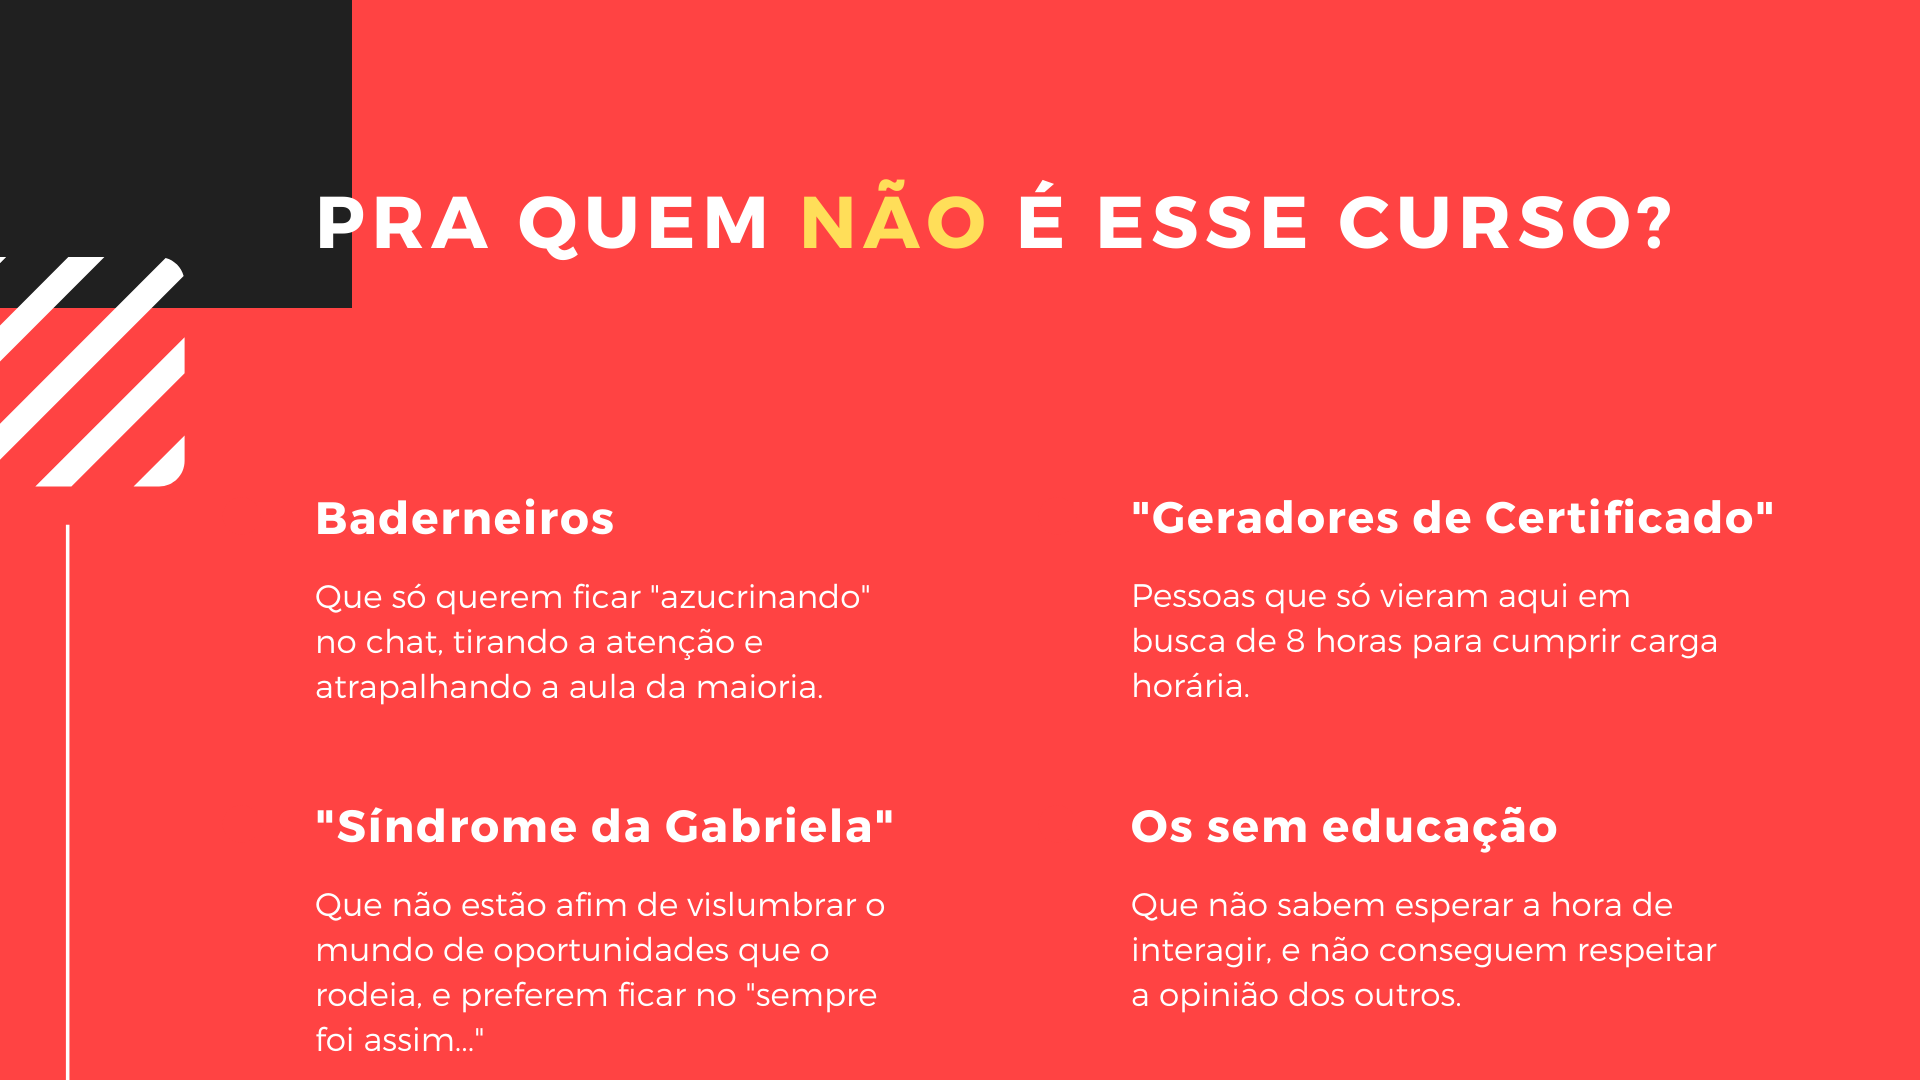 PRA QUEM NÃO É ESSE CURSO?
Baderneiros
Que só querem ficar "azucrinando"
no chat, tirando a atenção e
atrapalhando a aula da maioria.
"Geradores de Certificado"
Pessoas que só vieram aqui em
busca de 8 horas para cumprir carga
horária.
"Síndrome da Gabriela"
Que não estão afim de vislumbrar o
mundo de oportunidades que o
rodeia, e preferem ficar no "sempre
foi assim..."
Os sem educação
Que não sabem esperar a hora de
interagir, e não conseguem respeitar
a opinião dos outros.